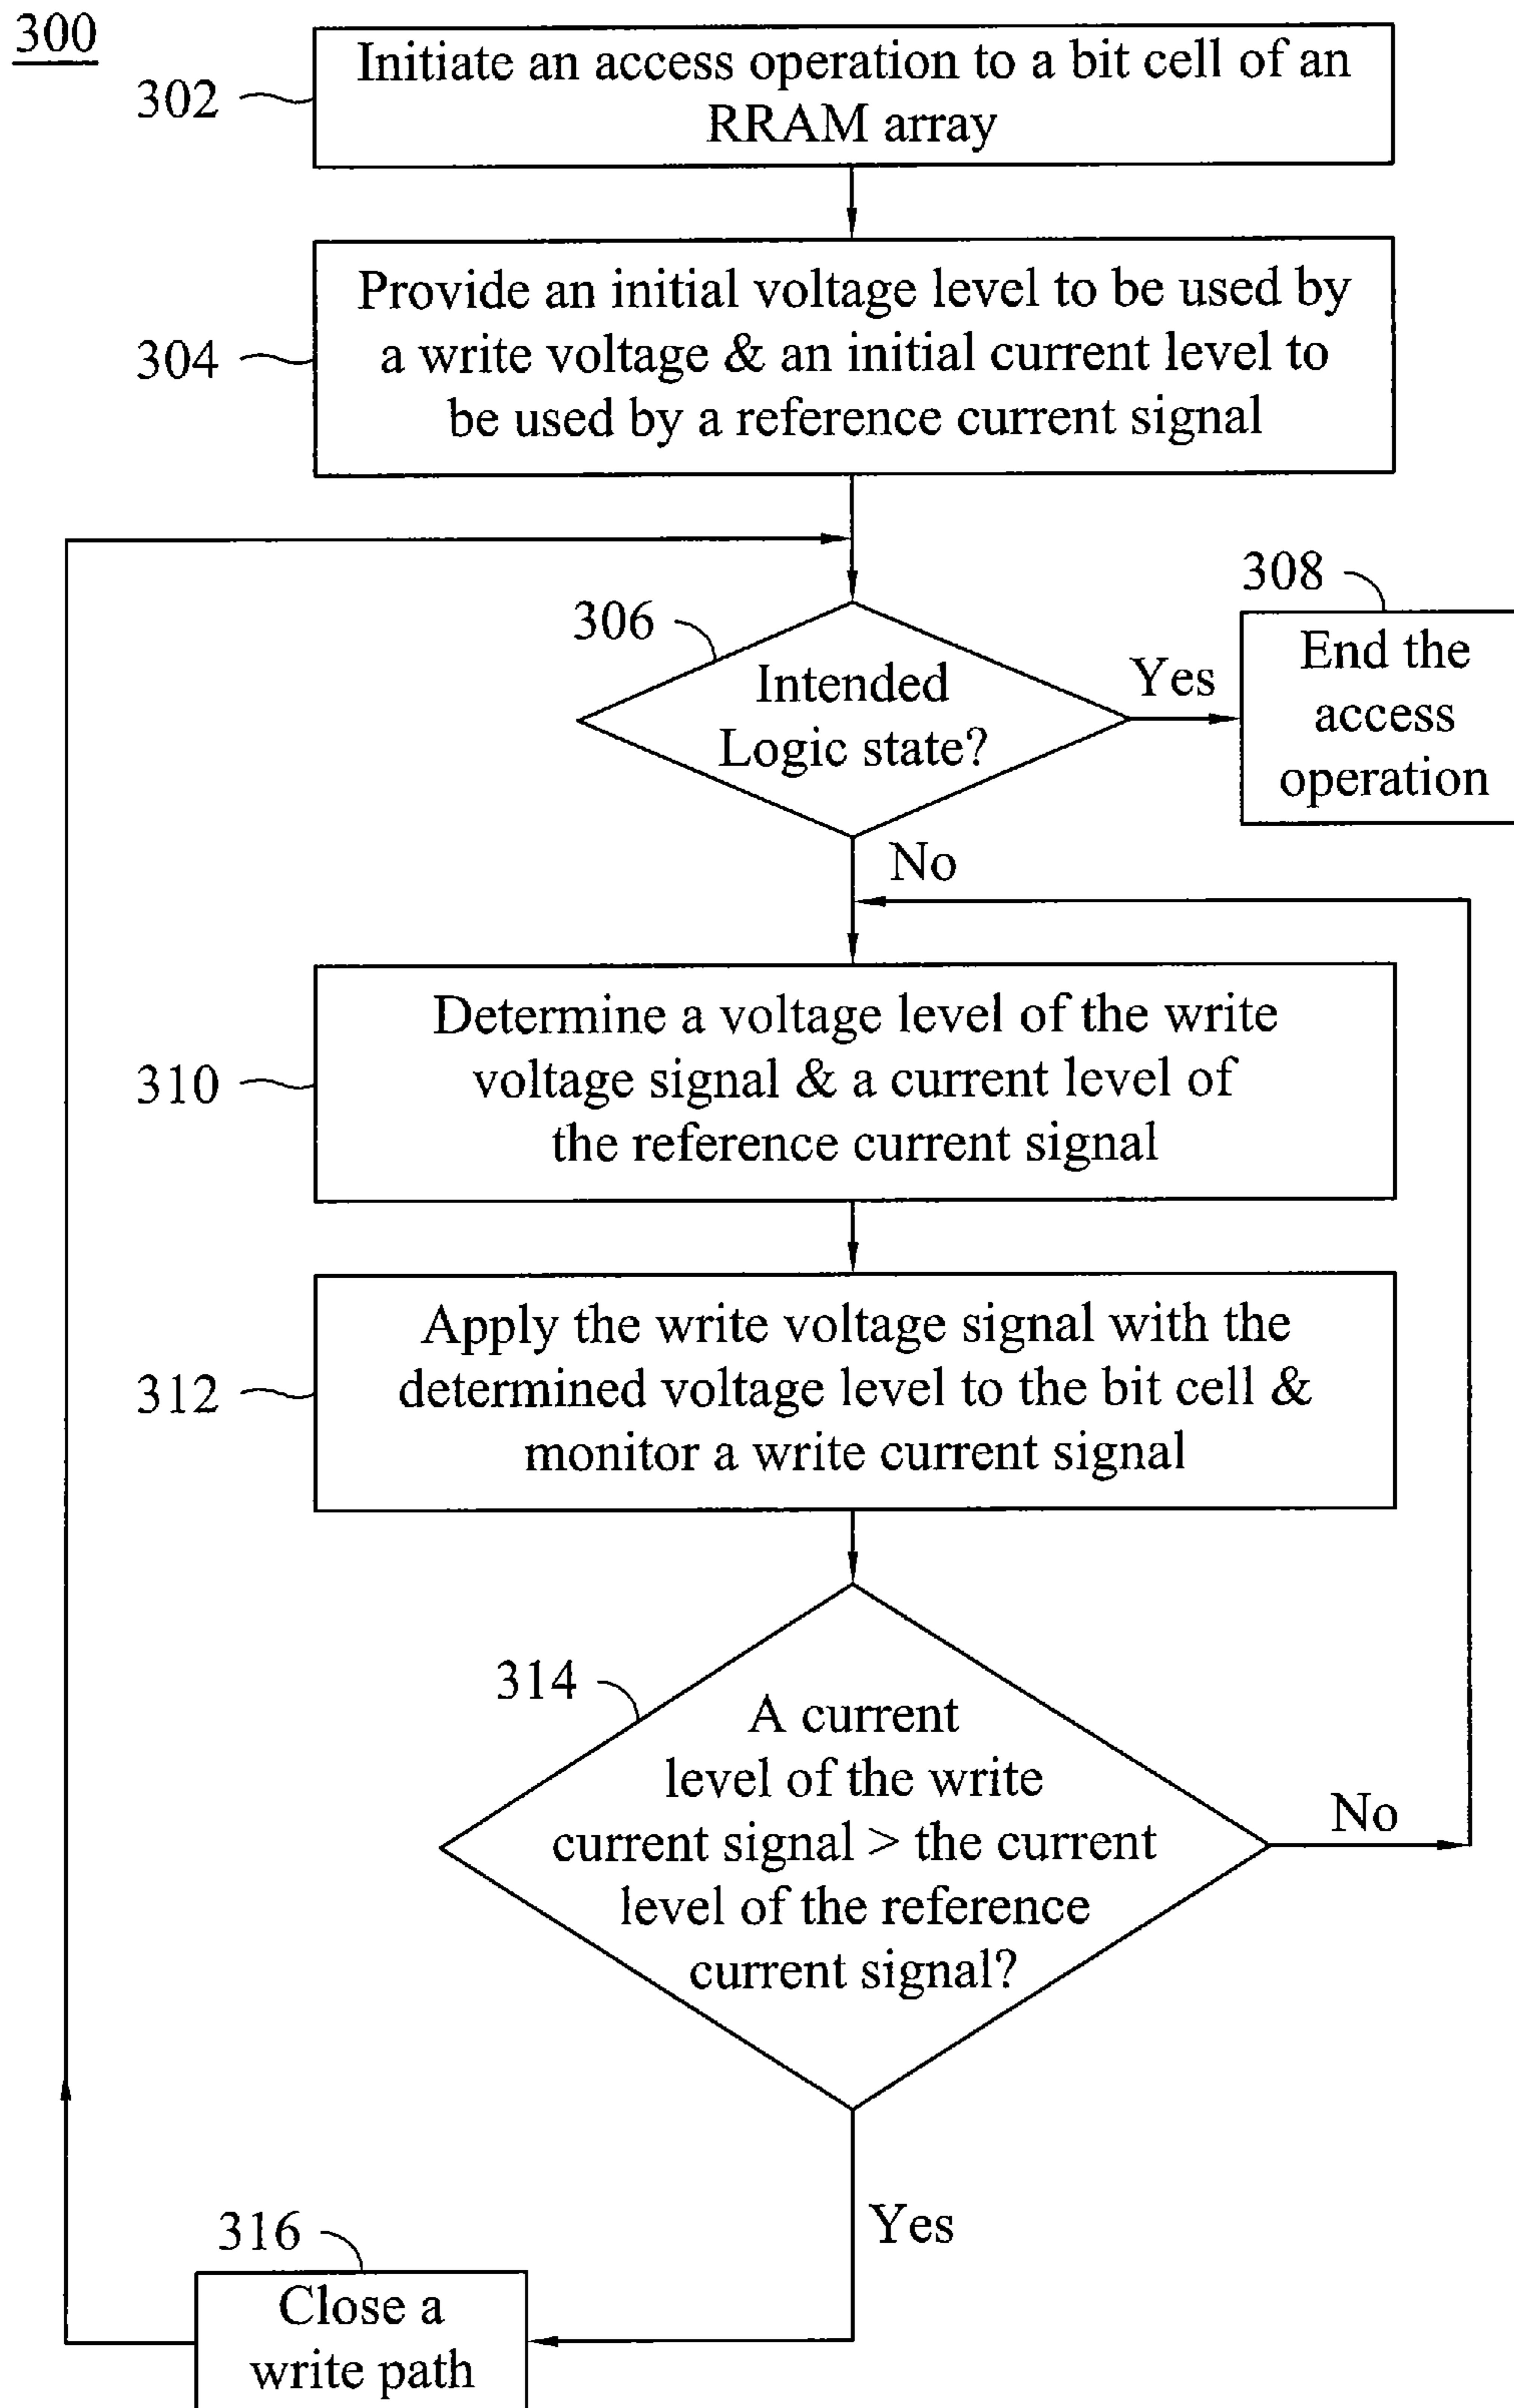 300
302
Initiate an access operation to a bit cell of an
RRAM array
304
Provide an initial voltage level to be used by
a write voltage & an initial current level to
be used by a reference current signal
306
Intended
Logic state?
Yes
308
End the
access
operation
No
310
Determine a voltage level of the write
voltage signal & a current level of
the reference current signal
312
Apply the write voltage signal with the
determined voltage level to the bit cell &
monitor a write current signal
314
A current
level of the write
current signal > the current
level of the reference
current signal?
No
Yes
316
Close a
write path